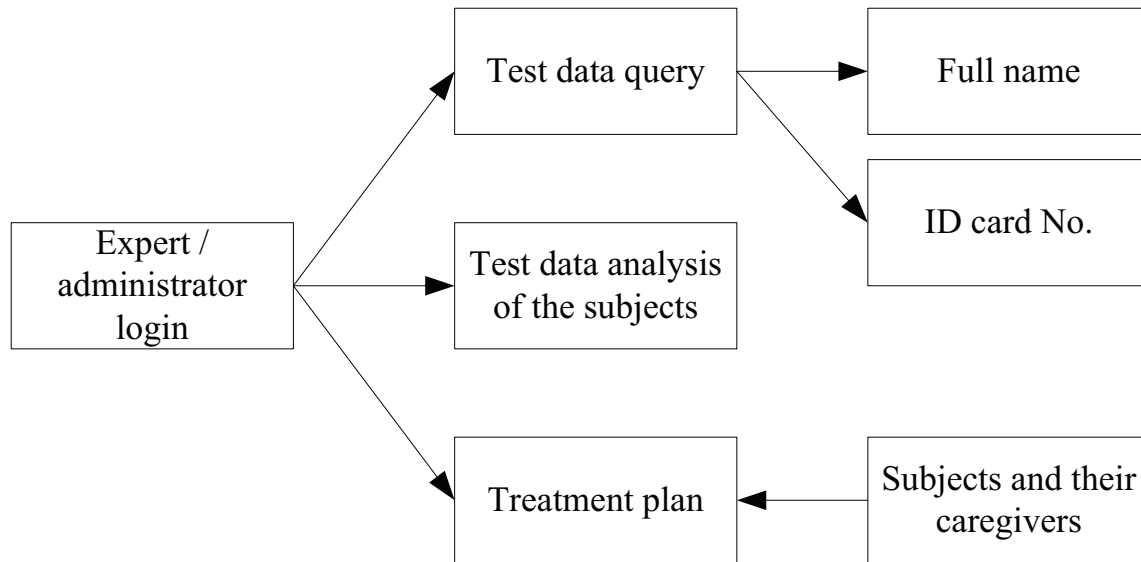 Test data query
Full name
ID card No.
Expert /
administrator
login
Test data analysis
of the subjects
Treatment plan
Subjects and their
caregivers